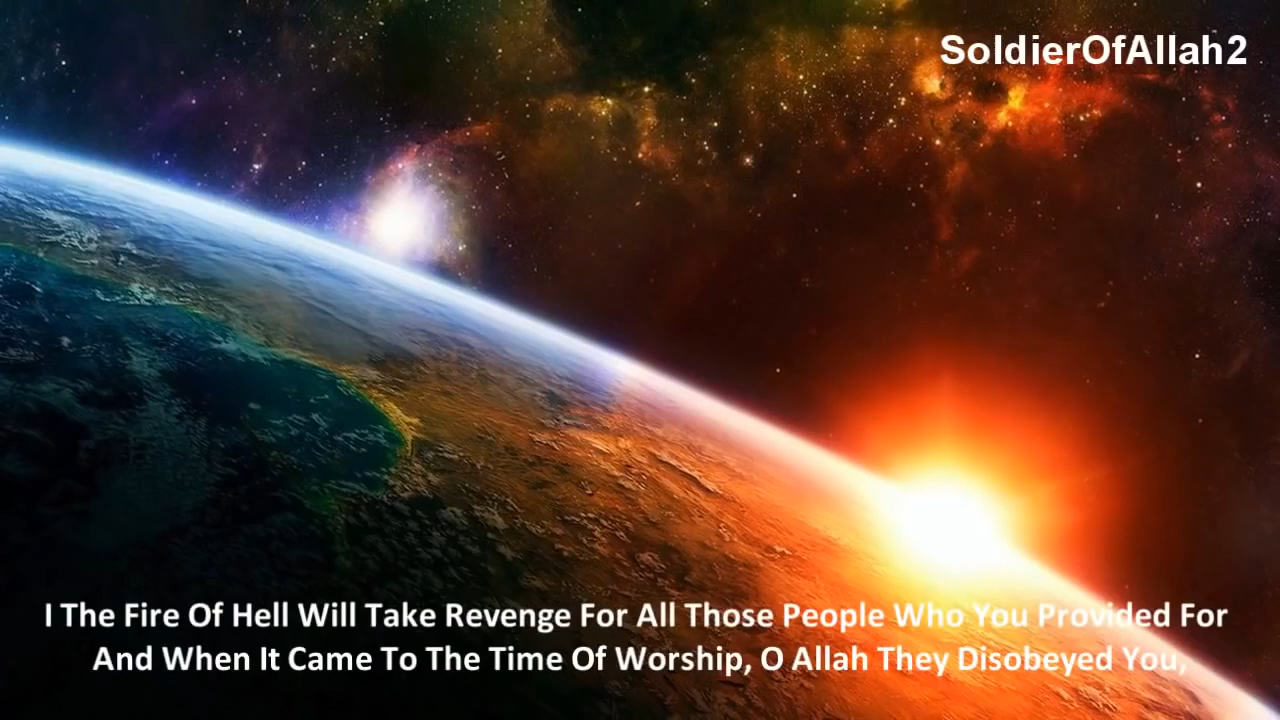 SoldierOfAllah2
I The Fire Of Hell Will Take Revenge For All Those People Who You Provided For
And When It Came To The Time Of Worship, O Allah They Disobeyed You,